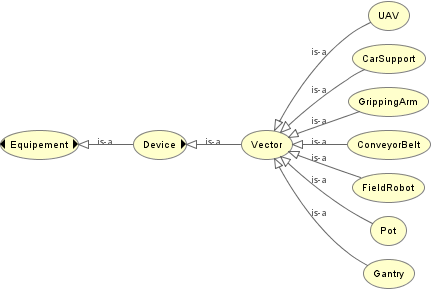 UAV
is-a
CarSupport
is-a
GrippingArm
is-a
Equipement
is-a
Device
is-a
Vector
is-a
ConveyorBelt
is-a
FieldRobot
is-a
Pot
is-a
Gantry